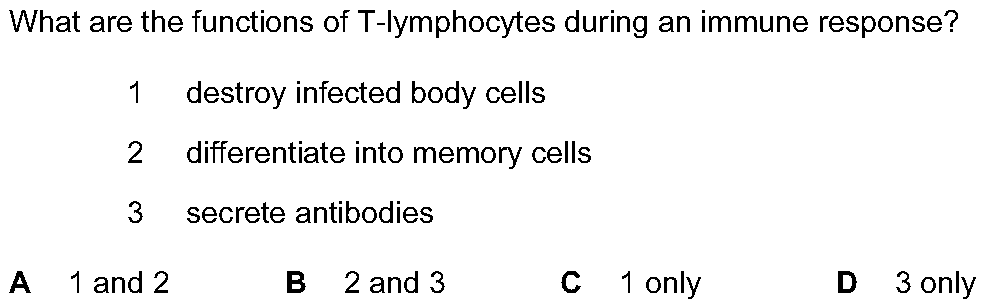 What are the functions of T-lymphocytes during an immune response?
1 destroy infected body cells
2 differentiate into memory cells
3 secrete antibodies
A 1 and 2 B 2 and 3 C 1 only D 3 only